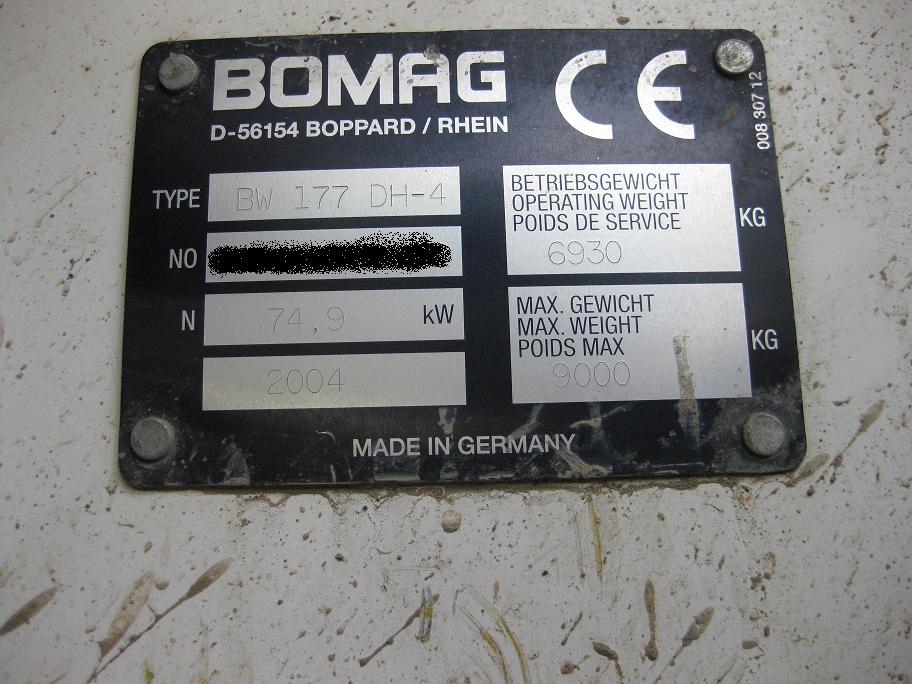 BOMAG
D-56154 BOPPARD / RHEIN
CE
008 307 12
TYPE BW 177 DH-4
NO
N 74,9 kW
2004
BETRIEBSGEWICHT
OPERATING WEIGHT
POIDS DE SERVICE
6930 KG
MAX. GEWICHT
MAX. WEIGHT
POIDS MAX
9000 KG
MADE IN GERMANY